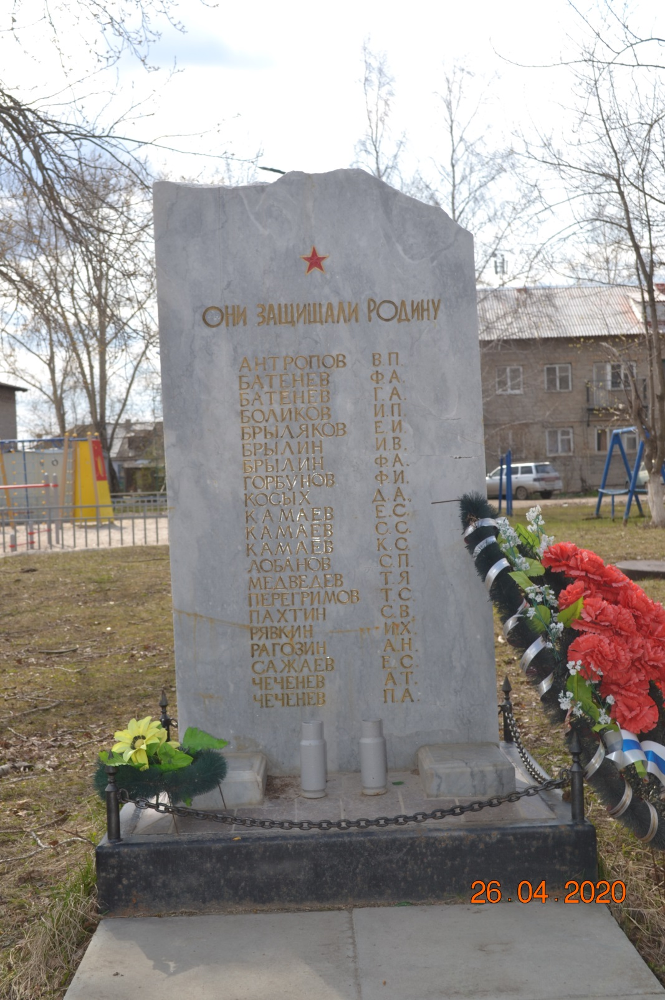 ОНИ ЗАЩИЩАЛИ РОДИНУ
АНТРОПОВ В.П.
БАТЕНЕВ Ф.А.
БАТЕНЕВ Г.А.
БОЛИКОВ И.П.
БРЫЛЯКОВ Е.И.
БРЫЛИН И.В.
БРЫЛИН Ф.А.
ГОРБУНОВ Ф.И.
КОСЫХ Д.А.
КАМАЕВ Е.С.
КАМАЕВ С.С.
КАМАЕВ К.С.
ЛОБАНОВ С.П.
МЕДВЕДЕВ Т.Я
ПЕРЕГРИМОВ Т.С.
ПАХТИН С.В.
РЯВКИН И.Х.
РАГОЗИН А.Н.
САЖАЕВ Е.С.
ЧЕЧЕНЕВ А.Т.
ЧЕЧЕНЕВ П.А.
26.04.2020